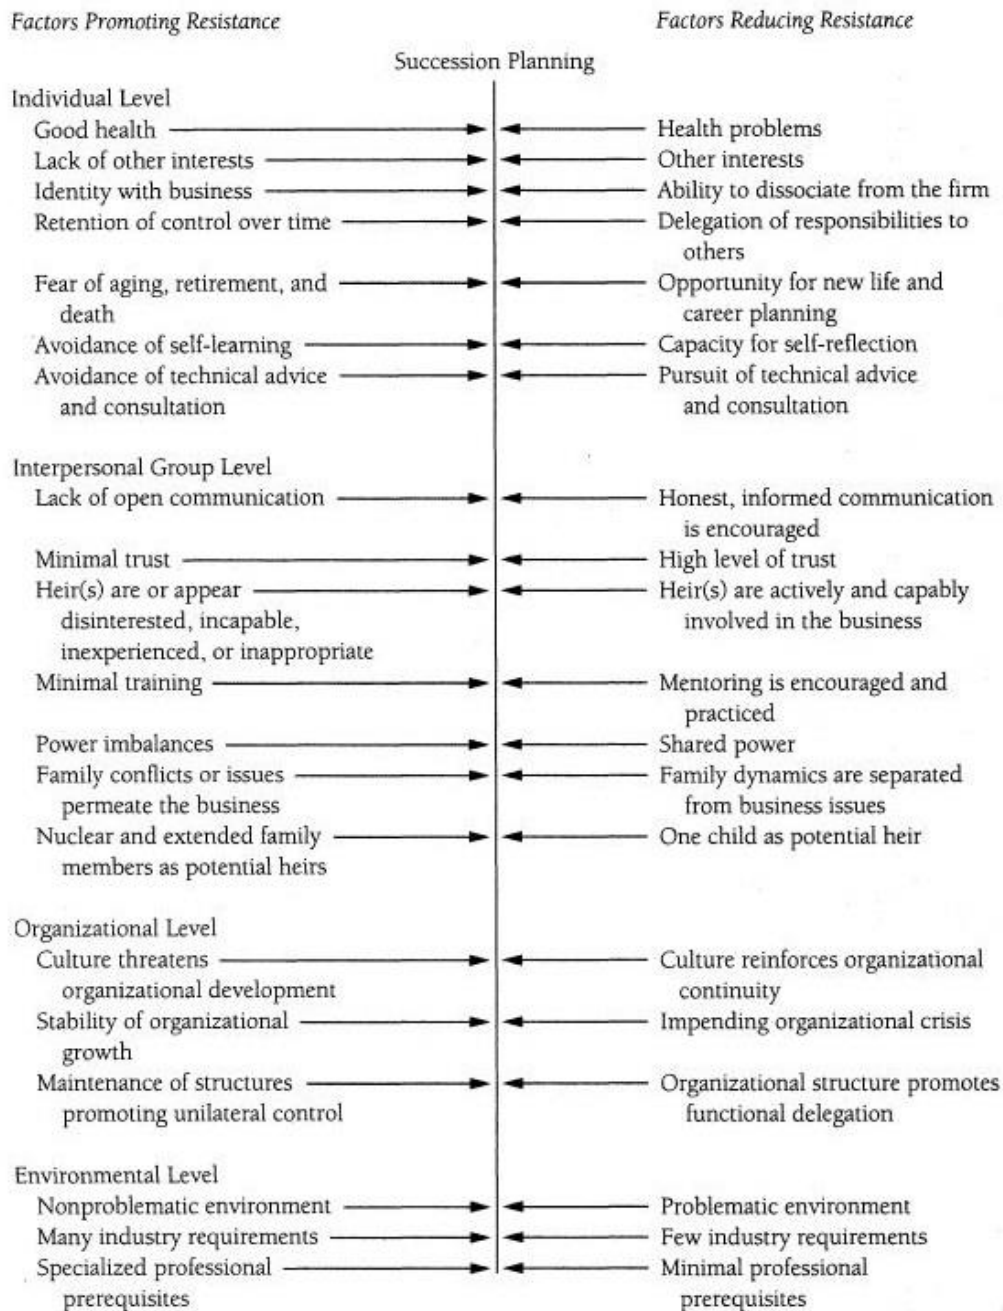 Factors Promoting Resistance
Factors Reducing Resistance
Succession Planning
Individual Level
Good health
Health problems
Lack of other interests
Other interests
Identity with business
Ability to dissociate from the firm
Retention of control over time
Delegation of responsibilities to
others
Fear of aging, retirement, and
death
Opportunity for new life and
career planning
Avoidance of self-learning
Capacity for self-reflection
Avoidance of technical advice
and consultation
Pursuit of technical advice
and consultation
Interpersonal Group Level
Lack of open communication
Honest, informed communication
is encouraged
Minimal trust
High level of trust
Heir(s) are or appear
disinterested, incapable,
inexperienced, or inappropriate
Heir(s) are actively and capably
involved in the business
Minimal training
Mentoring is encouraged and
practiced
Power imbalances
Shared power
Family conflicts or issues
permeate the business
Family dynamics are separated
from business issues
Nuclear and extended family
members as potential heirs
One child as potential heir
Organizational Level
Culture threatens
organizational development
Culture reinforces organizational
continuity
Stability of organizational
growth
Impending organizational crisis
Maintenance of structures
promoting unilateral control
Organizational structure promotes
functional delegation
Environmental Level
Nonproblematic environment
Problematic environment
Many industry requirements
Few industry requirements
Specialized professional
prerequisites
Minimal professional
prerequisites